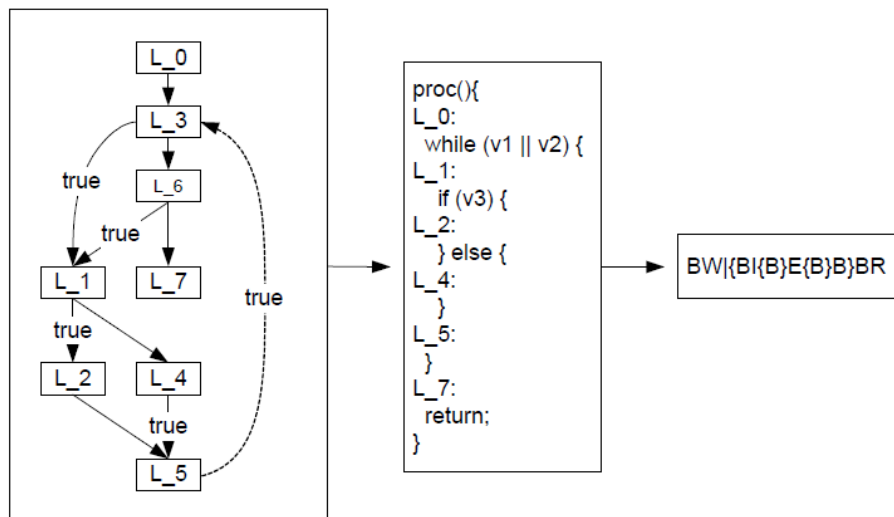 L_0
L_3
true
L_6
true
L_1
L_7
true
true
L_2
L_4
true
L_5
proc(){
L_0:
while (v1 || v2) {
L_1:
if (v3) {
L_2:
} else {
L_4:
}
L_5:
}
L_7:
return;
}
BW|{BI{B}E{B}B}BR